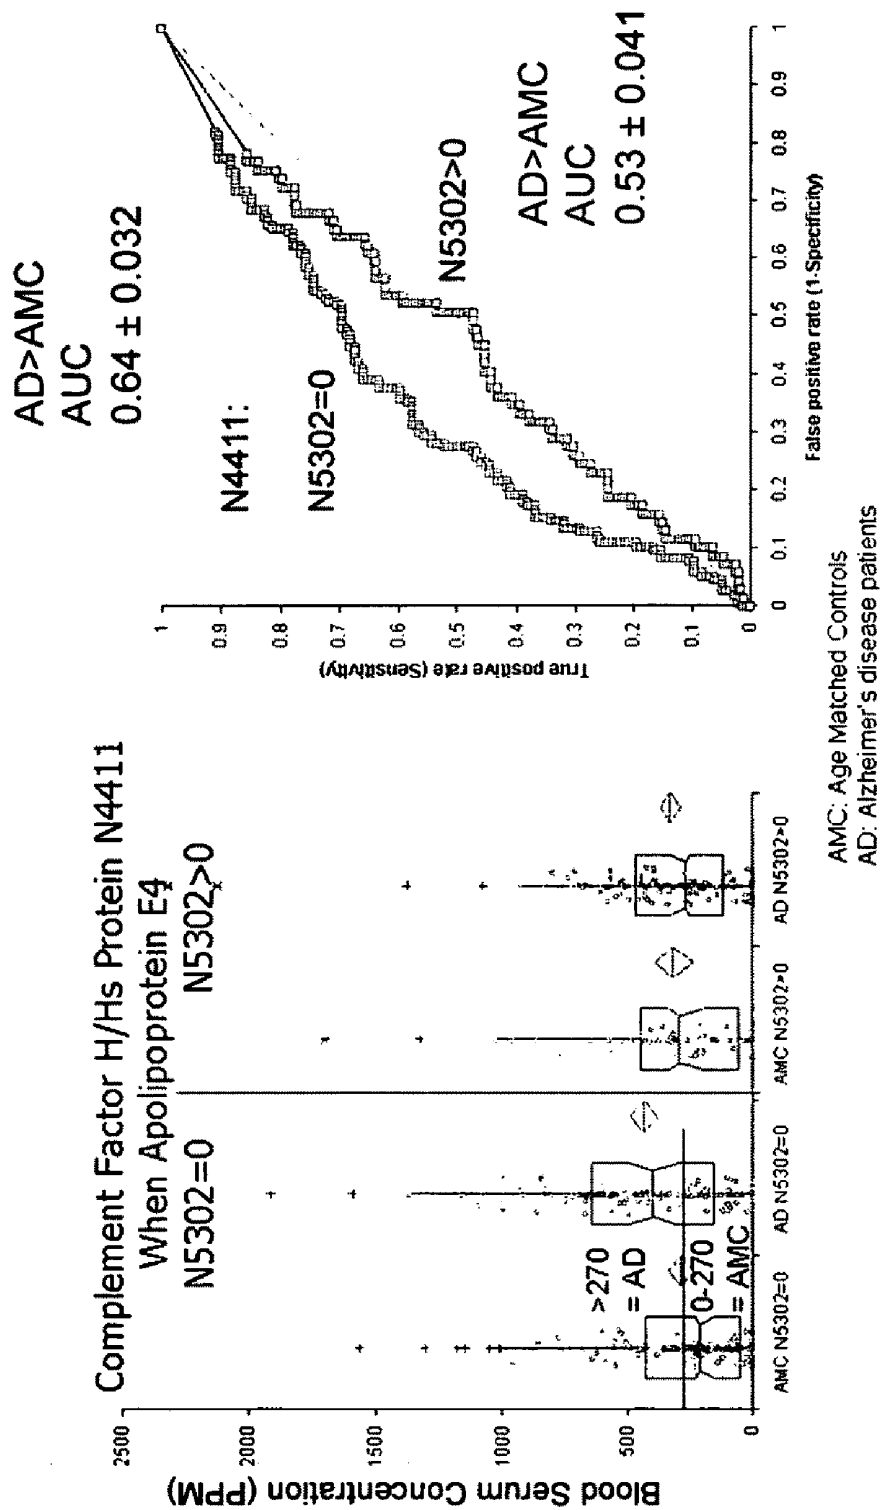 Complement Factor H/Hs Protein N4411
When Apolipoprotein E4
N5302=0
N5302>0
Blood Serum Concentration (PPM)
2500
2000
1500
1000
500
0
>270
= AD
0-270
= AMC
AMC N5302=0
AD N5302=0
AMC N5302>0
AD N5302>0
AD>AMC
AUC
0.64 ± 0.032
N4411:
N5302=0
N5302>0
AD>AMC
AUC
0.53 ± 0.041
True positive rate (Sensitivity)
1
0.9
0.8
0.7
0.6
0.5
0.4
0.3
0.2
0.1
0
0
0.1
0.2
0.3
0.4
0.5
0.6
0.7
0.8
0.9
1
False positive rate (1-Specificity)
AMC: Age Matched Controls
AD: Alzheimer's disease patients